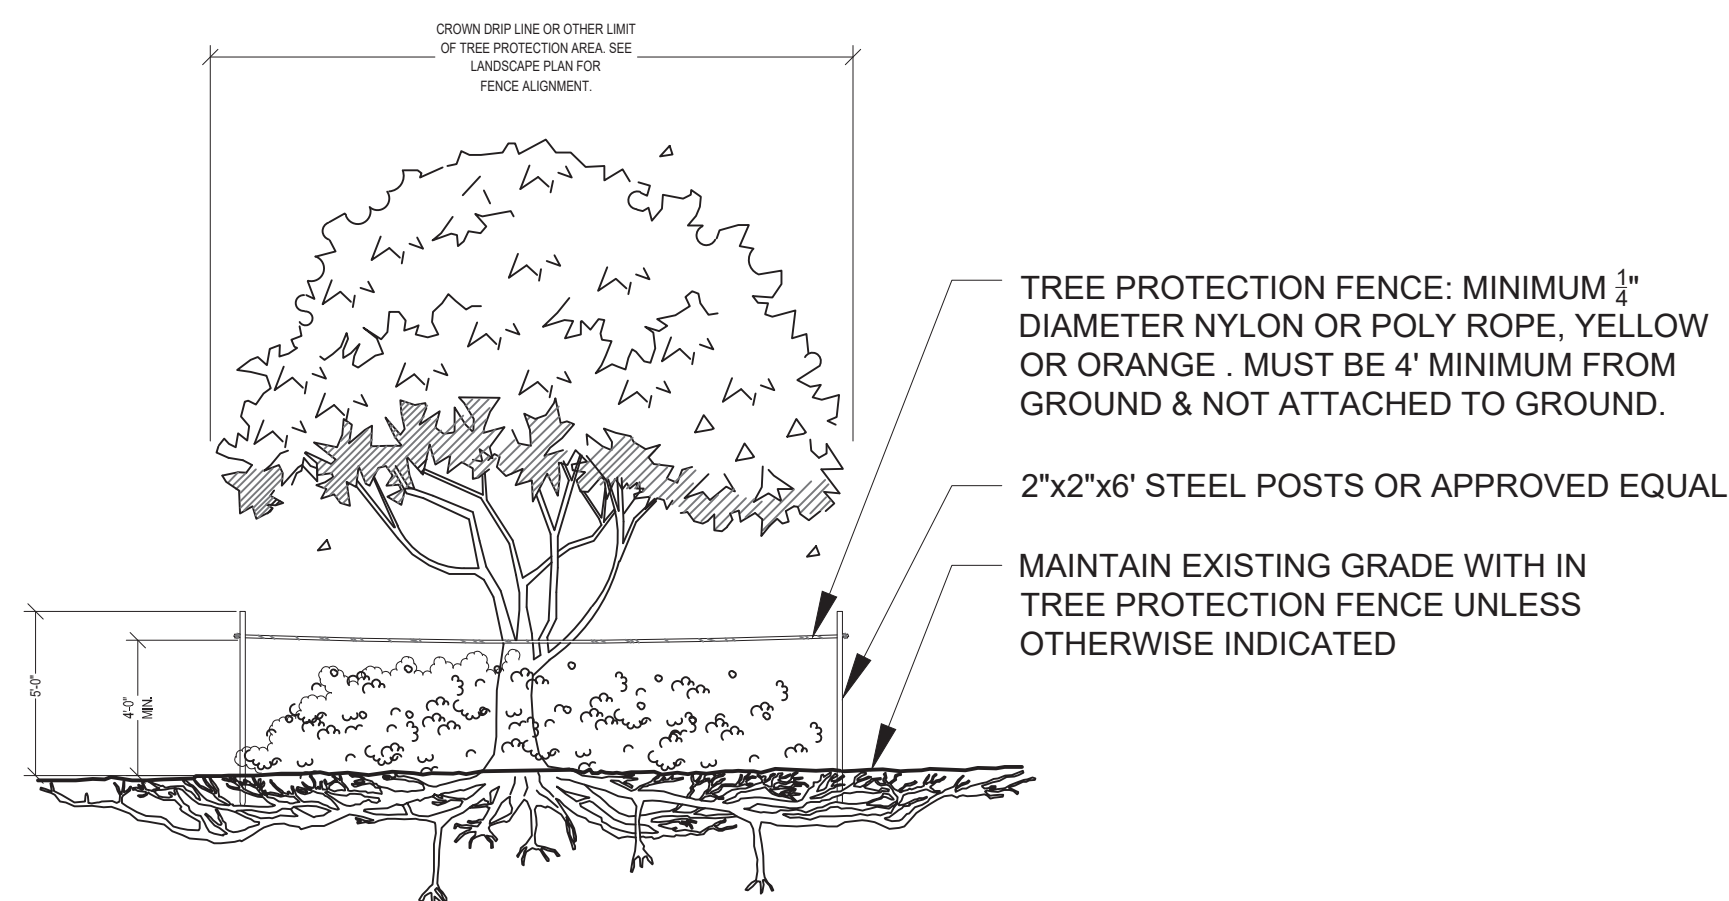 CROWN DRIP LINE OR OTHER LIMIT
OF TREE PROTECTION AREA. SEE
LANDSCAPE PLAN FOR
FENCE ALIGNMENT.
TREE PROTECTION FENCE: MINIMUM 1/4"
DIAMETER NYLON OR POLY ROPE, YELLOW
OR ORANGE . MUST BE 4' MINIMUM FROM
GROUND & NOT ATTACHED TO GROUND.
2"x2"x6' STEEL POSTS OR APPROVED EQUAL
MAINTAIN EXISTING GRADE WITH IN
TREE PROTECTION FENCE UNLESS
OTHERWISE INDICATED
5'-0"
4'-0"
MIN.